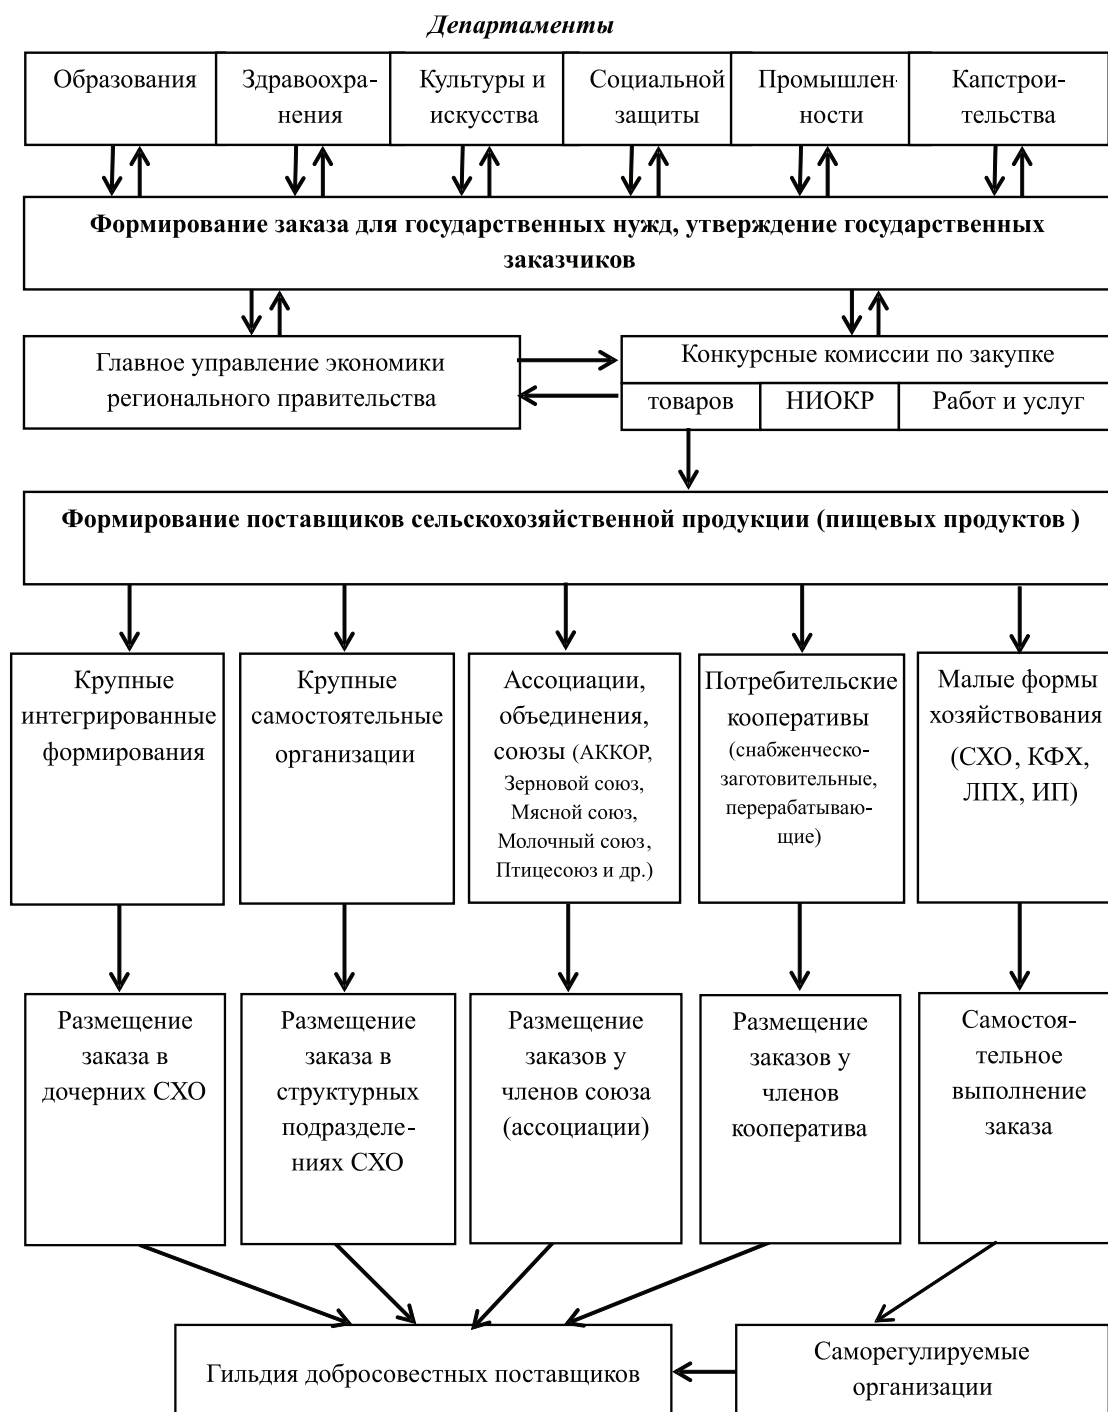 Департаменты
Образования
Здравоохра-
нения
Культуры и
искусства
Социальной
защиты
Промышлен-
ности
Капстрои-
тельства
Формирование заказа для государственных нужд, утверждение государственных
заказчиков
Главное управление экономики
регионального правительства
Конкурсные комиссии по закупке
товаров
НИОКР
Работ и услуг
Формирование поставщиков сельскохозяйственной продукции (пищевых продуктов )
Крупные
интегрированные
формирования
Крупные
самостоятельные
организации
Ассоциации,
объединения,
союзы (АККОР,
Зерновой союз,
Мясной союз,
Молочный союз,
Птицесоюз и др.)
Потребительские
кооперативы
(снабженческо-
заготовительные,
перерабатываю-
щие)
Малые формы
хозяйствования
(СХО, КФХ,
ЛПХ, ИП)
Размещение
заказа в
дочерних СХО
Размещение
заказа в
структурных
подразделе-
ниях СХО
Размещение
заказов у
членов союза
(ассоциации)
Размещение
заказов у
членов
кооператива
Самостоя-
тельное
выполнение
заказа
Гильдия добросовестных поставщиков
Саморегулируемые
организации